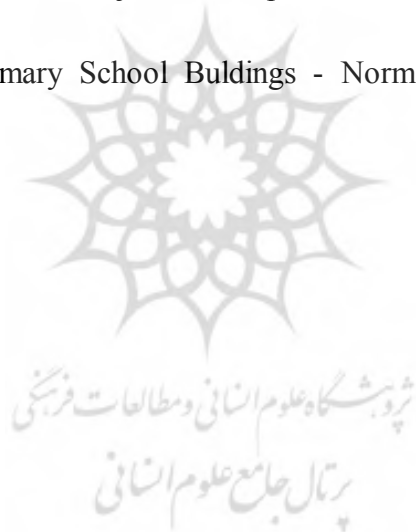 mary School Buldings - Norm
پژوهشگاه علوم انسانی و مطالعات فرهنگی
پرتال جامع علوم انسانی